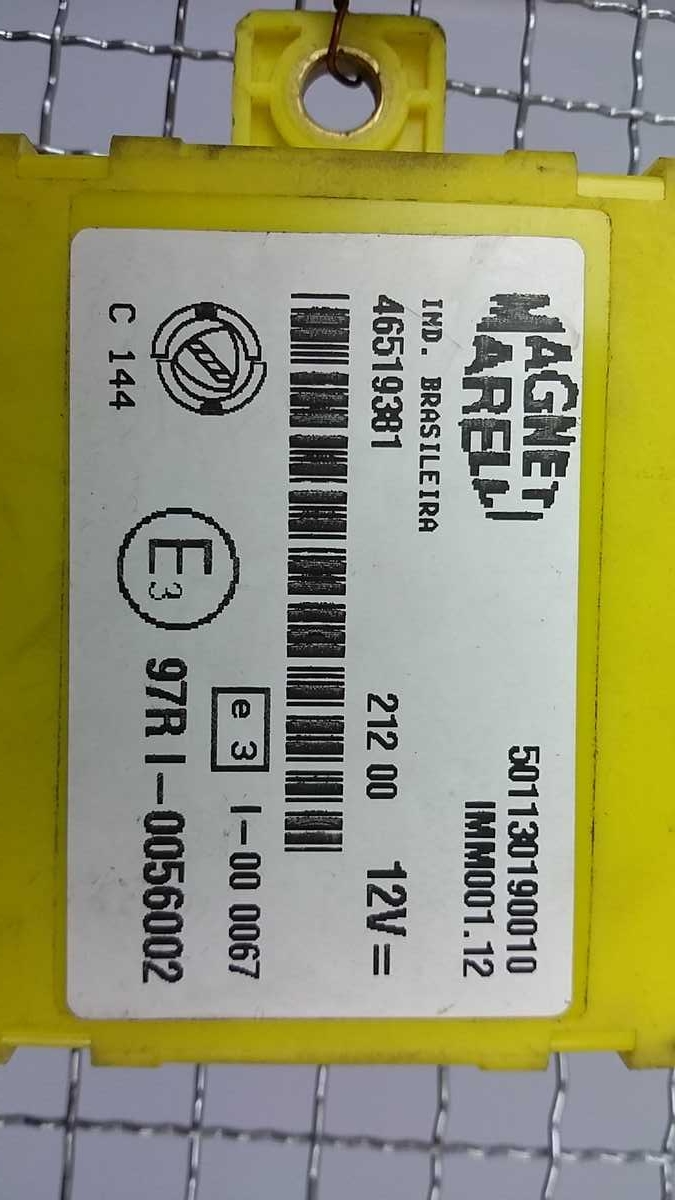 MAGNETI
MARELLI
501130190010
IMM001.12
IND. BRASILEIRA
46519381
212 00
12V =
e 3
I-00 0067
C 144
E3
97R I-0056002